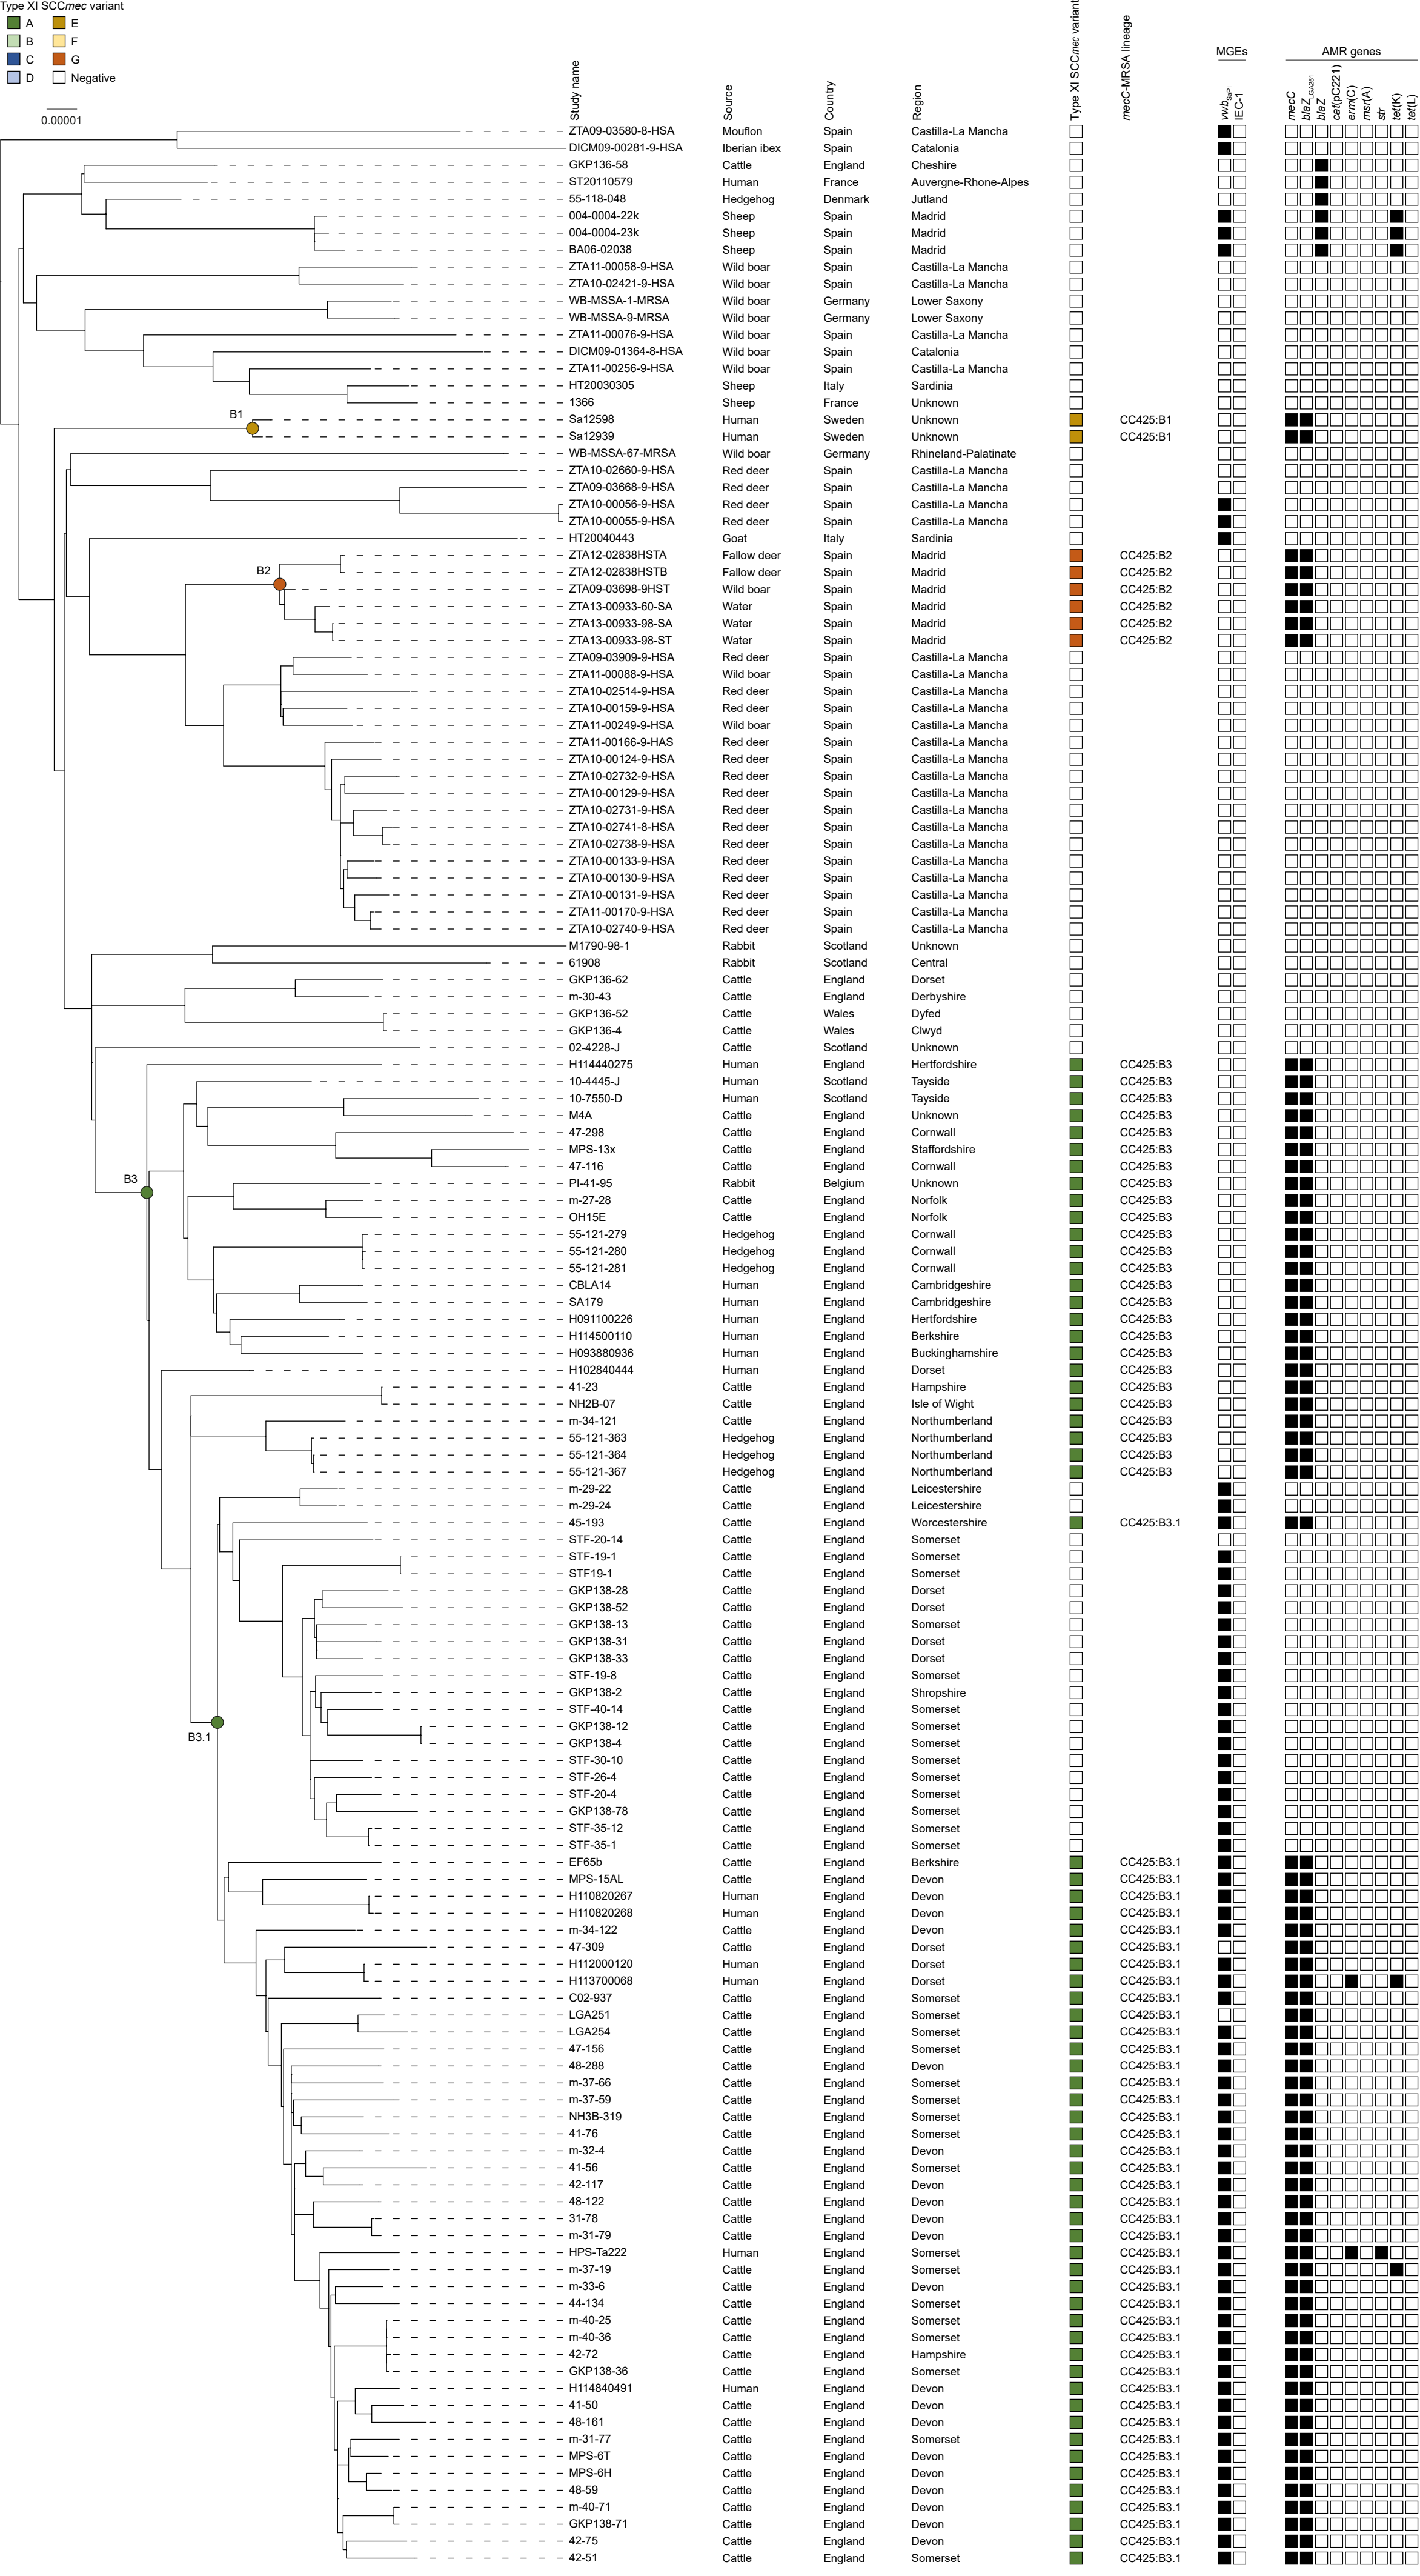 Type XI SCCmec variant
A E
B F
C G
D Negative
0.00001
Study name Source Country Region Type XI SCCmec variant mecC-MRSA lineage MGEs AMR genes
vwbSaPI IEC-1 mecC blaZLGA251 blaZ cat(pC221) erm(C) msr(A) str tet(K) tet(L)
ZTA09-03580-8-HSA Mouflon Spain Castilla-La Mancha
DICM09-00281-9-HSA Iberian ibex Spain Catalonia
GKP136-58 Cattle England Cheshire
ST20110579 Human France Auvergne-Rhone-Alpes
55-118-048 Hedgehog Denmark Jutland
004-0004-22k Sheep Spain Madrid
004-0004-23k Sheep Spain Madrid
BA06-02038 Sheep Spain Madrid
ZTA11-00058-9-HSA Wild boar Spain Castilla-La Mancha
ZTA10-02421-9-HSA Wild boar Spain Castilla-La Mancha
WB-MSSA-1-MRSA Wild boar Germany Lower Saxony
WB-MSSA-9-MRSA Wild boar Germany Lower Saxony
ZTA11-00076-9-HSA Wild boar Spain Castilla-La Mancha
DICM09-01364-8-HSA Wild boar Spain Catalonia
ZTA11-00256-9-HSA Wild boar Spain Castilla-La Mancha
HT20030305 Sheep Italy Sardinia
1366 Sheep France Unknown
B1
Sa12598 Human Sweden Unknown CC425:B1
Sa12939 Human Sweden Unknown CC425:B1
WB-MSSA-67-MRSA Wild boar Germany Rhineland-Palatinate
ZTA10-02660-9-HSA Red deer Spain Castilla-La Mancha
ZTA09-03668-9-HSA Red deer Spain Castilla-La Mancha
ZTA10-00056-9-HSA Red deer Spain Castilla-La Mancha
ZTA10-00055-9-HSA Red deer Spain Castilla-La Mancha
HT20040443 Goat Italy Sardinia
ZTA12-02838HSTA Fallow deer Spain Madrid CC425:B2
B2
ZTA12-02838HSTB Fallow deer Spain Madrid CC425:B2
ZTA09-03698-9HST Wild boar Spain Madrid CC425:B2
ZTA13-00933-60-SA Water Spain Madrid CC425:B2
ZTA13-00933-98-SA Water Spain Madrid CC425:B2
ZTA13-00933-98-ST Water Spain Madrid CC425:B2
ZTA09-03909-9-HSA Red deer Spain Castilla-La Mancha
ZTA11-00088-9-HSA Wild boar Spain Castilla-La Mancha
ZTA10-02514-9-HSA Red deer Spain Castilla-La Mancha
ZTA10-00159-9-HSA Red deer Spain Castilla-La Mancha
ZTA11-00249-9-HSA Wild boar Spain Castilla-La Mancha
ZTA11-00166-9-HAS Red deer Spain Castilla-La Mancha
ZTA10-00124-9-HSA Red deer Spain Castilla-La Mancha
ZTA10-02732-9-HSA Red deer Spain Castilla-La Mancha
ZTA10-00129-9-HSA Red deer Spain Castilla-La Mancha
ZTA10-02731-9-HSA Red deer Spain Castilla-La Mancha
ZTA10-02741-8-HSA Red deer Spain Castilla-La Mancha
ZTA10-02738-9-HSA Red deer Spain Castilla-La Mancha
ZTA10-00133-9-HSA Red deer Spain Castilla-La Mancha
ZTA10-00130-9-HSA Red deer Spain Castilla-La Mancha
ZTA10-00131-9-HSA Red deer Spain Castilla-La Mancha
ZTA11-00170-9-HSA Red deer Spain Castilla-La Mancha
ZTA10-02740-9-HSA Red deer Spain Castilla-La Mancha
M1790-98-1 Rabbit Scotland Unknown
61908 Rabbit Scotland Central
GKP136-62 Cattle England Dorset
m-30-43 Cattle England Derbyshire
GKP136-52 Cattle Wales Dyfed
GKP136-4 Cattle Wales Clwyd
02-4228-J Cattle Scotland Unknown
H114440275 Human England Hertfordshire CC425:B3
10-4445-J Human Scotland Tayside CC425:B3
10-7550-D Human Scotland Tayside CC425:B3
M4A Cattle England Unknown CC425:B3
47-298 Cattle England Cornwall CC425:B3
MPS-13x Cattle England Staffordshire CC425:B3
47-116 Cattle England Cornwall CC425:B3
B3
PI-41-95 Rabbit Belgium Unknown CC425:B3
m-27-28 Cattle England Norfolk CC425:B3
OH15E Cattle England Norfolk CC425:B3
55-121-279 Hedgehog England Cornwall CC425:B3
55-121-280 Hedgehog England Cornwall CC425:B3
55-121-281 Hedgehog England Cornwall CC425:B3
CBLA14 Human England Cambridgeshire CC425:B3
SA179 Human England Cambridgeshire CC425:B3
H091100226 Human England Hertfordshire CC425:B3
H114500110 Human England Berkshire CC425:B3
H093880936 Human England Buckinghamshire CC425:B3
H102840444 Human England Dorset CC425:B3
41-23 Cattle England Hampshire CC425:B3
NH2B-07 Cattle England Isle of Wight CC425:B3
m-34-121 Cattle England Northumberland CC425:B3
55-121-363 Hedgehog England Northumberland CC425:B3
55-121-364 Hedgehog England Northumberland CC425:B3
55-121-367 Hedgehog England Northumberland CC425:B3
m-29-22 Cattle England Leicestershire
m-29-24 Cattle England Leicestershire
45-193 Cattle England Worcestershire CC425:B3.1
STF-20-14 Cattle England Somerset
STF-19-1 Cattle England Somerset
STF19-1 Cattle England Somerset
GKP138-28 Cattle England Dorset
GKP138-52 Cattle England Dorset
GKP138-13 Cattle England Somerset
GKP138-31 Cattle England Dorset
GKP138-33 Cattle England Dorset
STF-19-8 Cattle England Somerset
GKP138-2 Cattle England Shropshire
STF-40-14 Cattle England Somerset
GKP138-12 Cattle England Somerset
B3.1
GKP138-4 Cattle England Somerset
STF-30-10 Cattle England Somerset
STF-26-4 Cattle England Somerset
STF-20-4 Cattle England Somerset
GKP138-78 Cattle England Somerset
STF-35-12 Cattle England Somerset
STF-35-1 Cattle England Somerset
EF65b Cattle England Berkshire CC425:B3.1
MPS-15AL Cattle England Devon CC425:B3.1
H110820267 Human England Devon CC425:B3.1
H110820268 Human England Devon CC425:B3.1
m-34-122 Cattle England Devon CC425:B3.1
47-309 Cattle England Dorset CC425:B3.1
H112000120 Human England Dorset CC425:B3.1
H113700068 Human England Dorset CC425:B3.1
C02-937 Cattle England Somerset CC425:B3.1
LGA251 Cattle England Somerset CC425:B3.1
LGA254 Cattle England Somerset CC425:B3.1
47-156 Cattle England Somerset CC425:B3.1
48-288 Cattle England Devon CC425:B3.1
m-37-66 Cattle England Somerset CC425:B3.1
m-37-59 Cattle England Somerset CC425:B3.1
NH3B-319 Cattle England Somerset CC425:B3.1
41-76 Cattle England Somerset CC425:B3.1
m-32-4 Cattle England Devon CC425:B3.1
41-56 Cattle England Somerset CC425:B3.1
42-117 Cattle England Devon CC425:B3.1
48-122 Cattle England Devon CC425:B3.1
31-78 Cattle England Devon CC425:B3.1
m-31-79 Cattle England Devon CC425:B3.1
HPS-Ta222 Human England Somerset CC425:B3.1
m-37-19 Cattle England Somerset CC425:B3.1
m-33-6 Cattle England Devon CC425:B3.1
44-134 Cattle England Somerset CC425:B3.1
m-40-25 Cattle England Somerset CC425:B3.1
m-40-36 Cattle England Somerset CC425:B3.1
42-72 Cattle England Hampshire CC425:B3.1
GKP138-36 Cattle England Somerset CC425:B3.1
H114840491 Human England Devon CC425:B3.1
41-50 Cattle England Devon CC425:B3.1
48-161 Cattle England Devon CC425:B3.1
m-31-77 Cattle England Somerset CC425:B3.1
MPS-6T Cattle England Devon CC425:B3.1
MPS-6H Cattle England Devon CC425:B3.1
48-59 Cattle England Devon CC425:B3.1
m-40-71 Cattle England Devon CC425:B3.1
GKP138-71 Cattle England Devon CC425:B3.1
42-75 Cattle England Devon CC425:B3.1
42-51 Cattle England Somerset CC425:B3.1